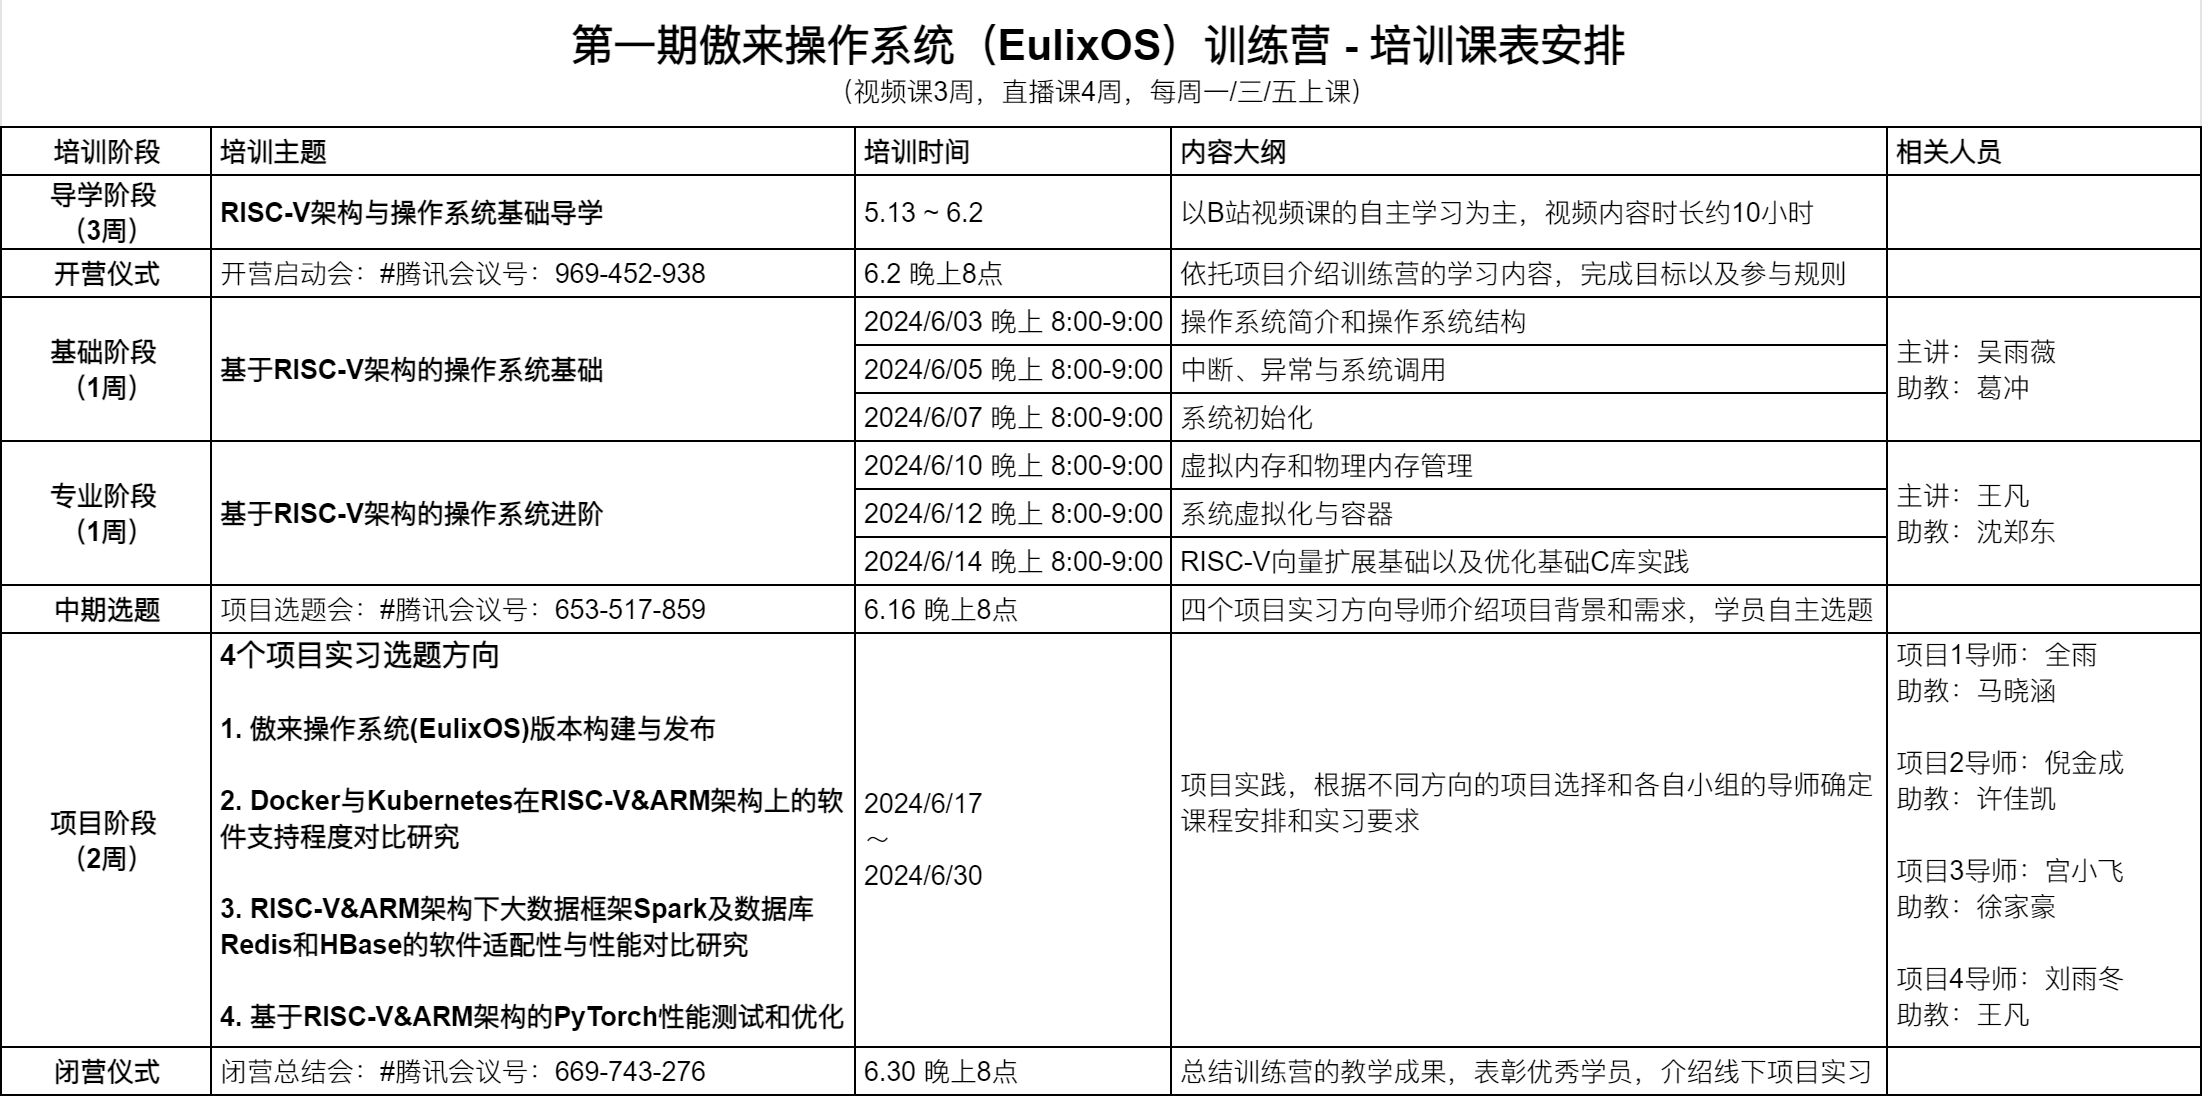 第一期傲来操作系统（EulixOS）训练营 - 培训课表安排
（视频课3周，直播课4周，每周一/三/五上课）
培训阶段
培训主题
培训时间
内容大纲
相关人员
导学阶段
（3周）
RISC-V架构与操作系统基础导学
5.13 ~ 6.2
以B站视频课的自主学习为主，视频内容时长约10小时
开营仪式
开营启动会：#腾讯会议号：969-452-938
6.2 晚上8点
依托项目介绍训练营的学习内容，完成目标以及参与规则
基础阶段
（1周）
基于RISC-V架构的操作系统基础
2024/6/03 晚上 8:00-9:00
操作系统简介和操作系统结构
2024/6/05 晚上 8:00-9:00
中断、异常与系统调用
2024/6/07 晚上 8:00-9:00
系统初始化
主讲：吴雨薇
助教：葛冲
专业阶段
（1周）
基于RISC-V架构的操作系统进阶
2024/6/10 晚上 8:00-9:00
虚拟内存和物理内存管理
2024/6/12 晚上 8:00-9:00
系统虚拟化与容器
2024/6/14 晚上 8:00-9:00
RISC-V向量扩展基础以及优化基础C库实践
主讲：王凡
助教：沈郑东
中期选题
项目选题会：#腾讯会议号：653-517-859
6.16 晚上8点
四个项目实习方向导师介绍项目背景和需求，学员自主选题
项目阶段
（2周）
4个项目实习选题方向
1. 傲来操作系统(EulixOS)版本构建与发布
2. Docker与Kubernetes在RISC-V&ARM架构上的软
件支持程度对比研究
3. RISC-V&ARM架构下大数据框架Spark及数据库
Redis和HBase的软件适配性与性能对比研究
4. 基于RISC-V&ARM架构的PyTorch性能测试和优化
2024/6/17
～
2024/6/30
项目实践，根据不同方向的项目选择和各自小组的导师确定
课程安排和实习要求
项目1导师：全雨
助教：马晓涵
项目2导师：倪金成
助教：许佳凯
项目3导师：宫小飞
助教：徐家豪
项目4导师：刘雨冬
助教：王凡
闭营仪式
闭营总结会：#腾讯会议号：669-743-276
6.30 晚上8点
总结训练营的教学成果，表彰优秀学员，介绍线下项目实习